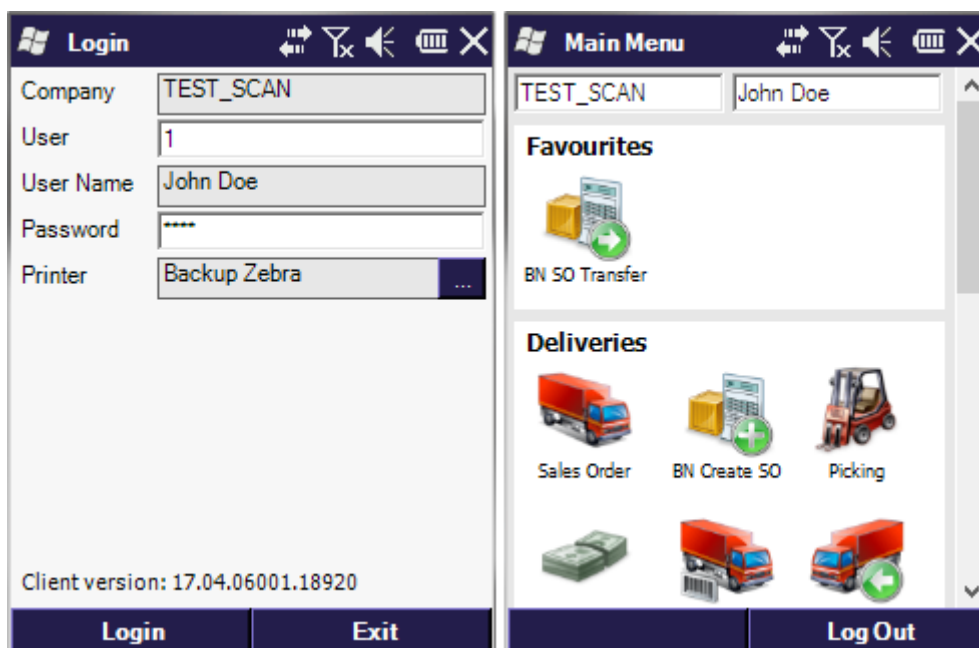 Login
Company TEST_SCAN
User 1
User Name John Doe
Password ****
Printer Backup Zebra ...
Client version: 17.04.06001.18920
Login Exit
Main Menu
TEST_SCAN John Doe
Favourites
BN SO Transfer
Deliveries
Sales Order BN Create SO Picking
Log Out